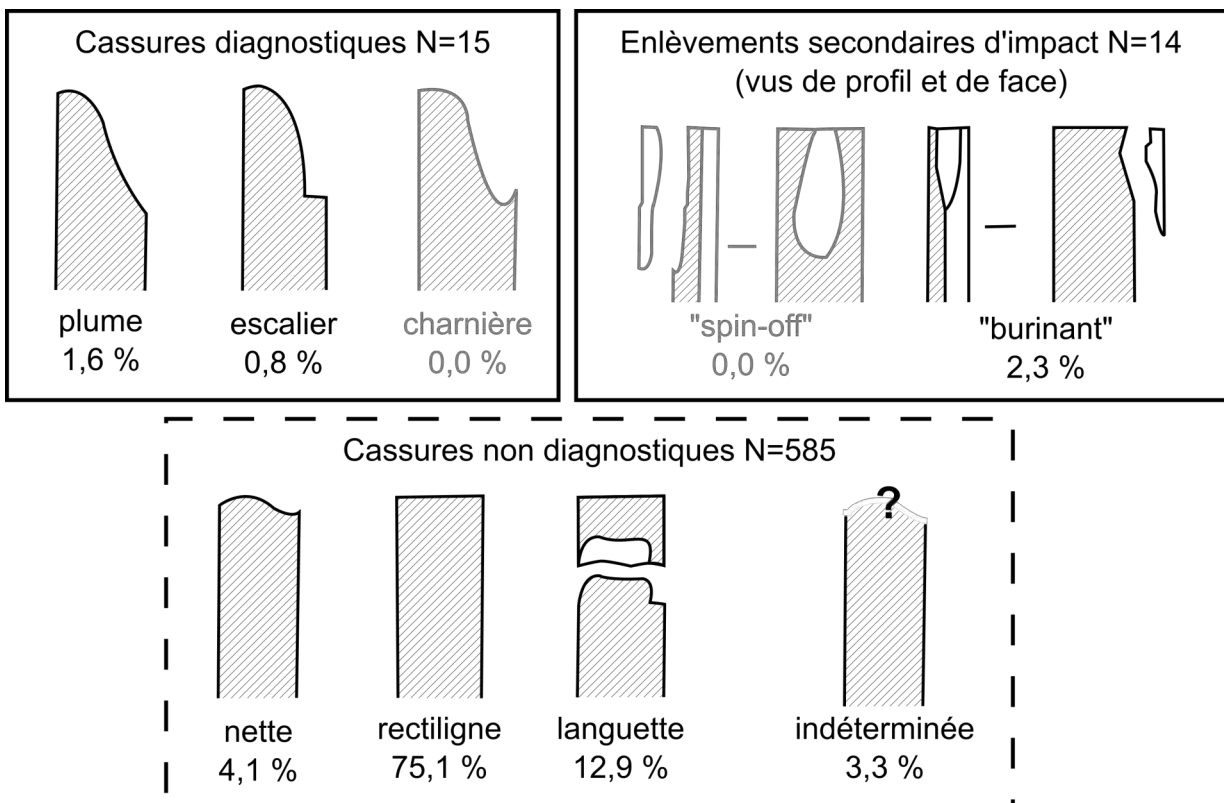 Cassures diagnostiques N=15
plume
1,6 %
escalier
0,8 %
charnière
0,0 %
Enlèvements secondaires d'impact N=14
(vus de profil et de face)
"spin-off"
0,0 %
"burinant"
2,3 %
Cassures non diagnostiques N=585
?
nette
4,1 %
rectiligne
75,1 %
languette
12,9 %
indéterminée
3,3 %